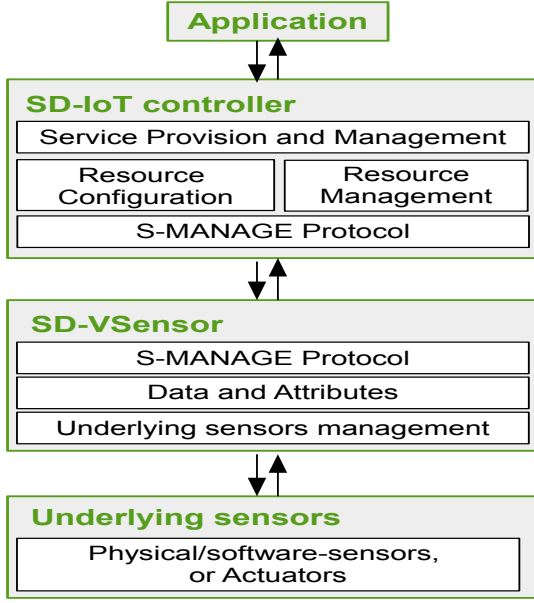 Application
SD-IoT controller
Service Provision and Management
Resource
Configuration
Resource
Management
S-MANAGE Protocol
SD-VSensor
S-MANAGE Protocol
Data and Attributes
Underlying sensors management
Underlying sensors
Physical/software-sensors,
or Actuators